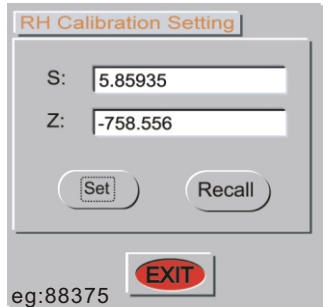 RH Calibration Setting
S: 5.85935
Z: -758.556
Set Recall
EXIT
eg:88375